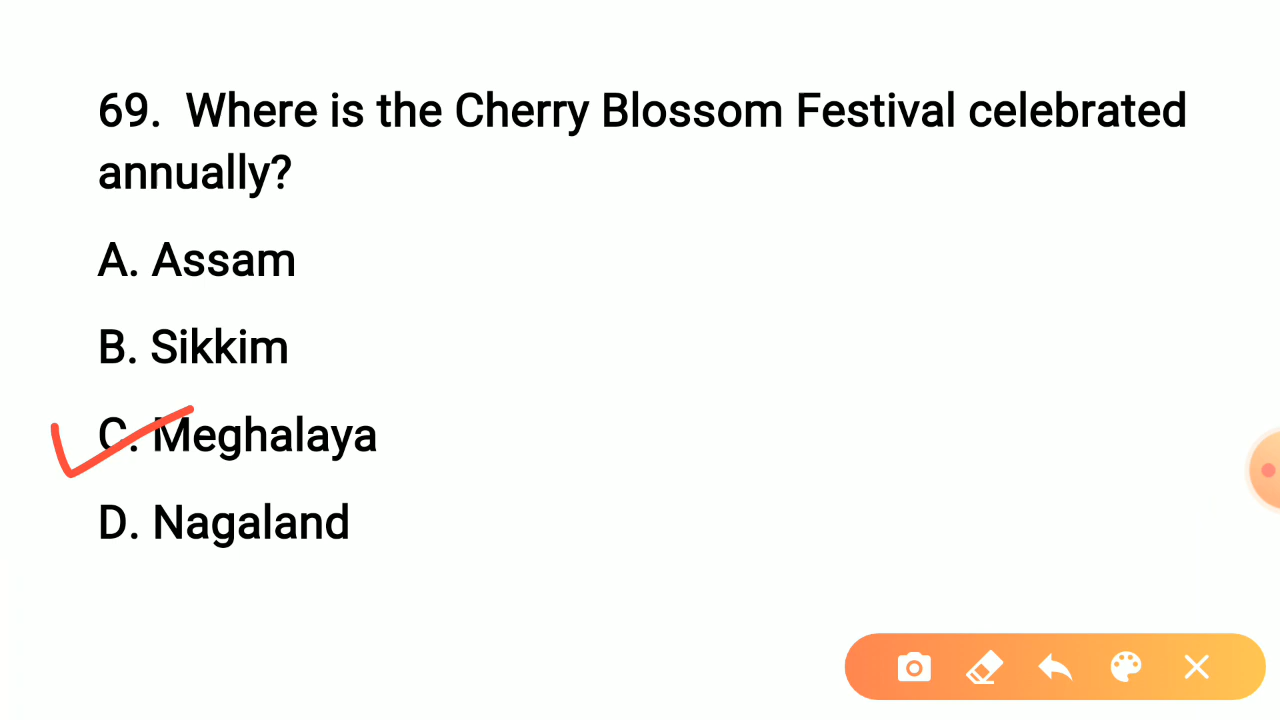 69. Where is the Cherry Blossom Festival celebrated
annually?
A. Assam
B. Sikkim
C. Meghalaya
D. Nagaland